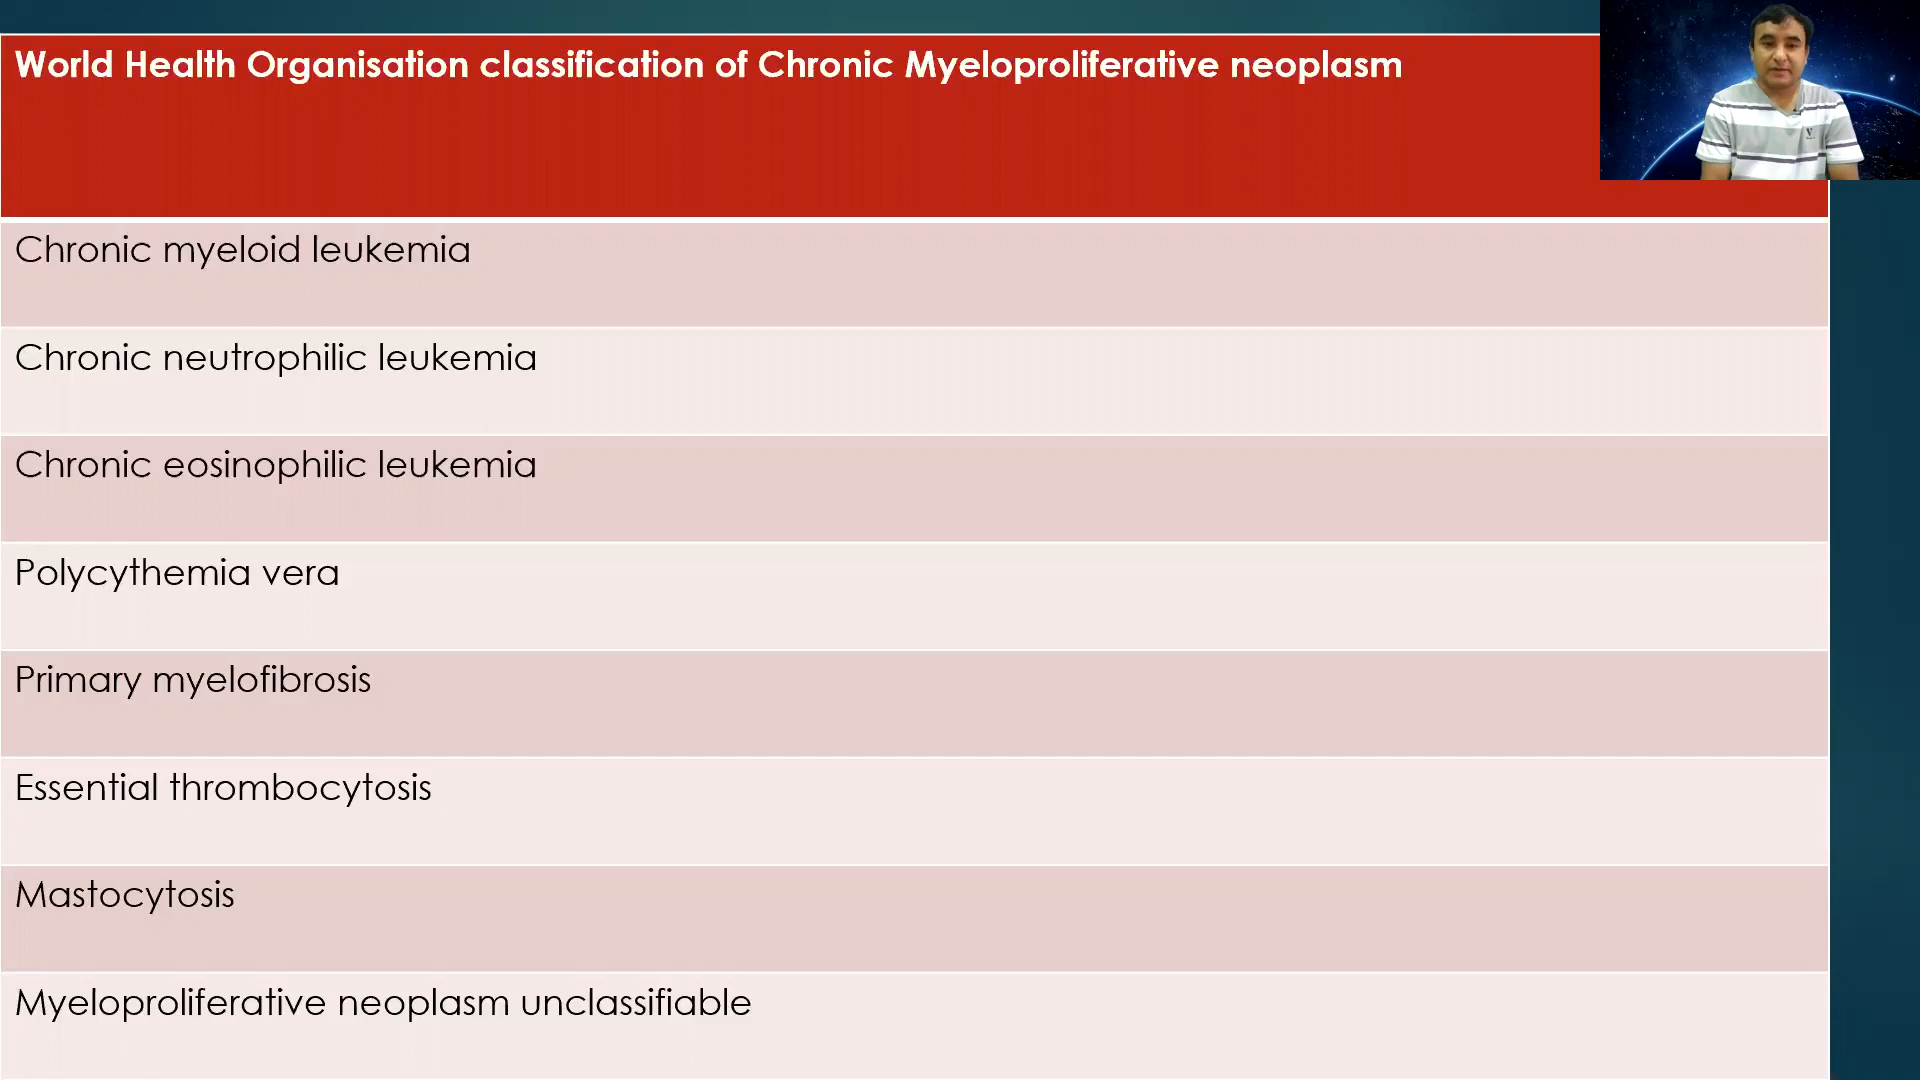 World Health Organisation classification of Chronic Myeloproliferative neoplasm
Chronic myeloid leukemia
Chronic neutrophilic leukemia
Chronic eosinophilic leukemia
Polycythemia vera
Primary myelofibrosis
Essential thrombocytosis
Mastocytosis
Myeloproliferative neoplasm unclassifiable